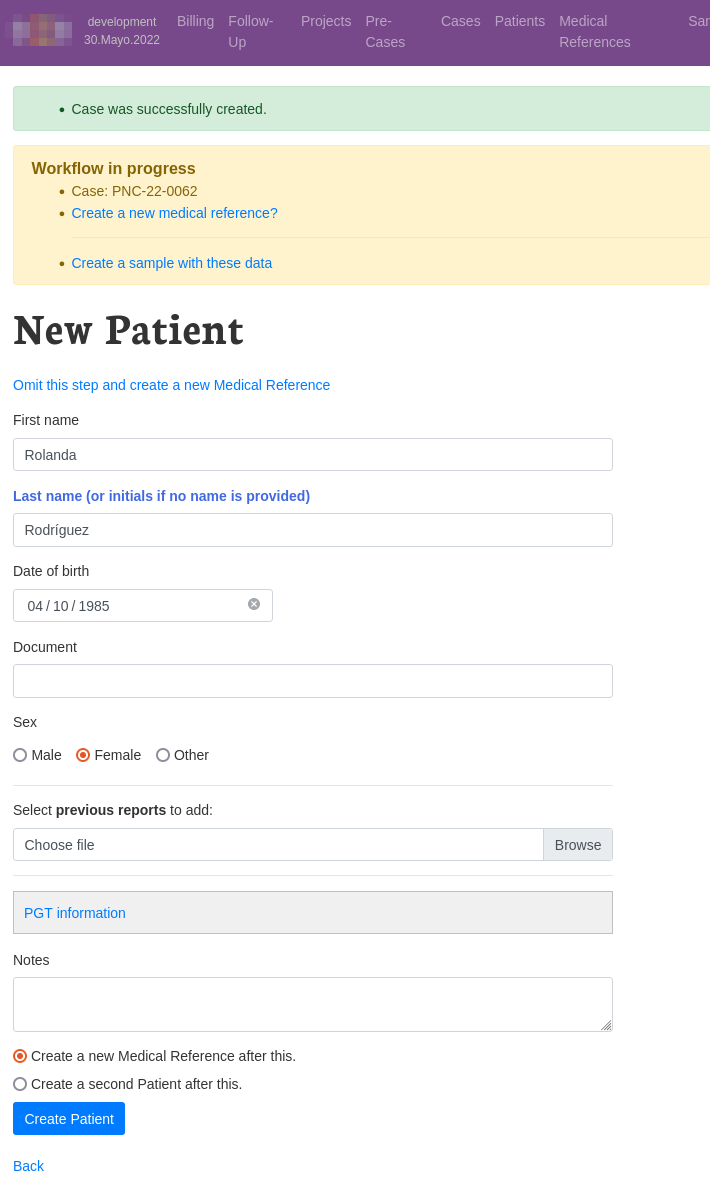 development
30.Mayo.2022
Billing
Follow-
Up
Projects
Pre-
Cases
Cases
Patients
Medical
References
Sar
Case was successfully created.
Workflow in progress
Case: PNC-22-0062
Create a new medical reference?
Create a sample with these data
New Patient
Omit this step and create a new Medical Reference
First name
Rolanda
Last name (or initials if no name is provided)
Rodríguez
Date of birth
04 / 10 / 1985
Document
Sex
Male Female Other
Select previous reports to add:
Choose file Browse
PGT information
Notes
Create a new Medical Reference after this.
Create a second Patient after this.
Create Patient
Back